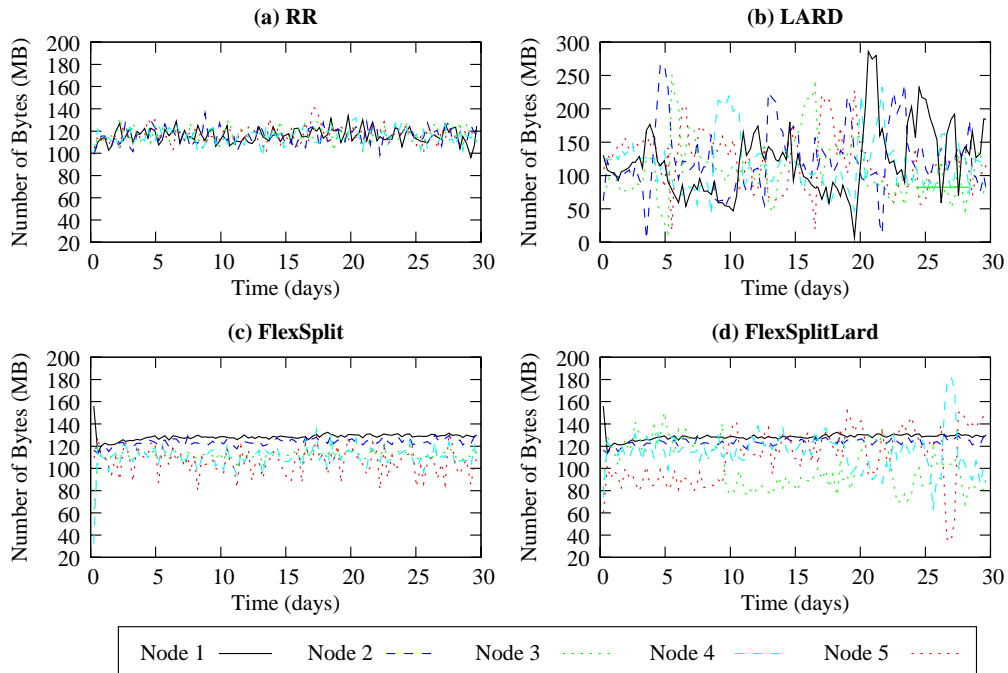 (a) RR
200
180
160
140
120
100
80
60
40
20
0 5 10 15 20 25 30
Number of Bytes (MB)
Time (days)
(b) LARD
300
250
200
150
100
50
0
0 5 10 15 20 25 30
Number of Bytes (MB)
Time (days)
(c) FlexSplit
200
180
160
140
120
100
80
60
40
20
0 5 10 15 20 25 30
Number of Bytes (MB)
Time (days)
(d) FlexSplitLard
200
180
160
140
120
100
80
60
40
20
0 5 10 15 20 25 30
Number of Bytes (MB)
Time (days)
Node 1 Node 2 Node 3 Node 4 Node 5